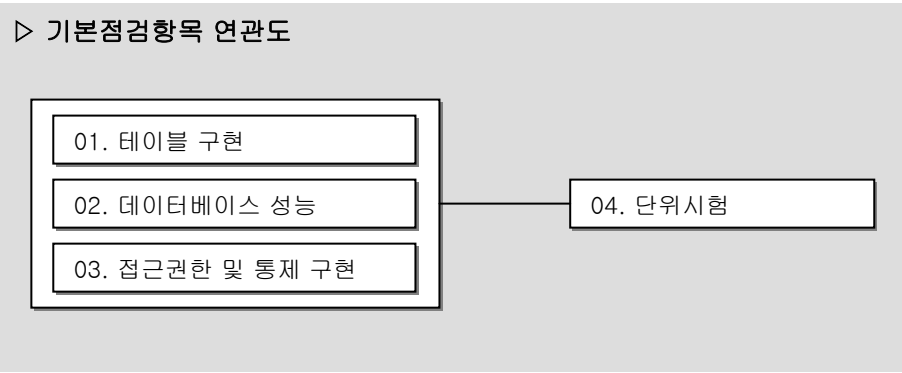 ▷ 기본점검항목 연관도
01. 테이블 구현
02. 데이터베이스 성능
04. 단위시험
03. 접근권한 및 통제 구현